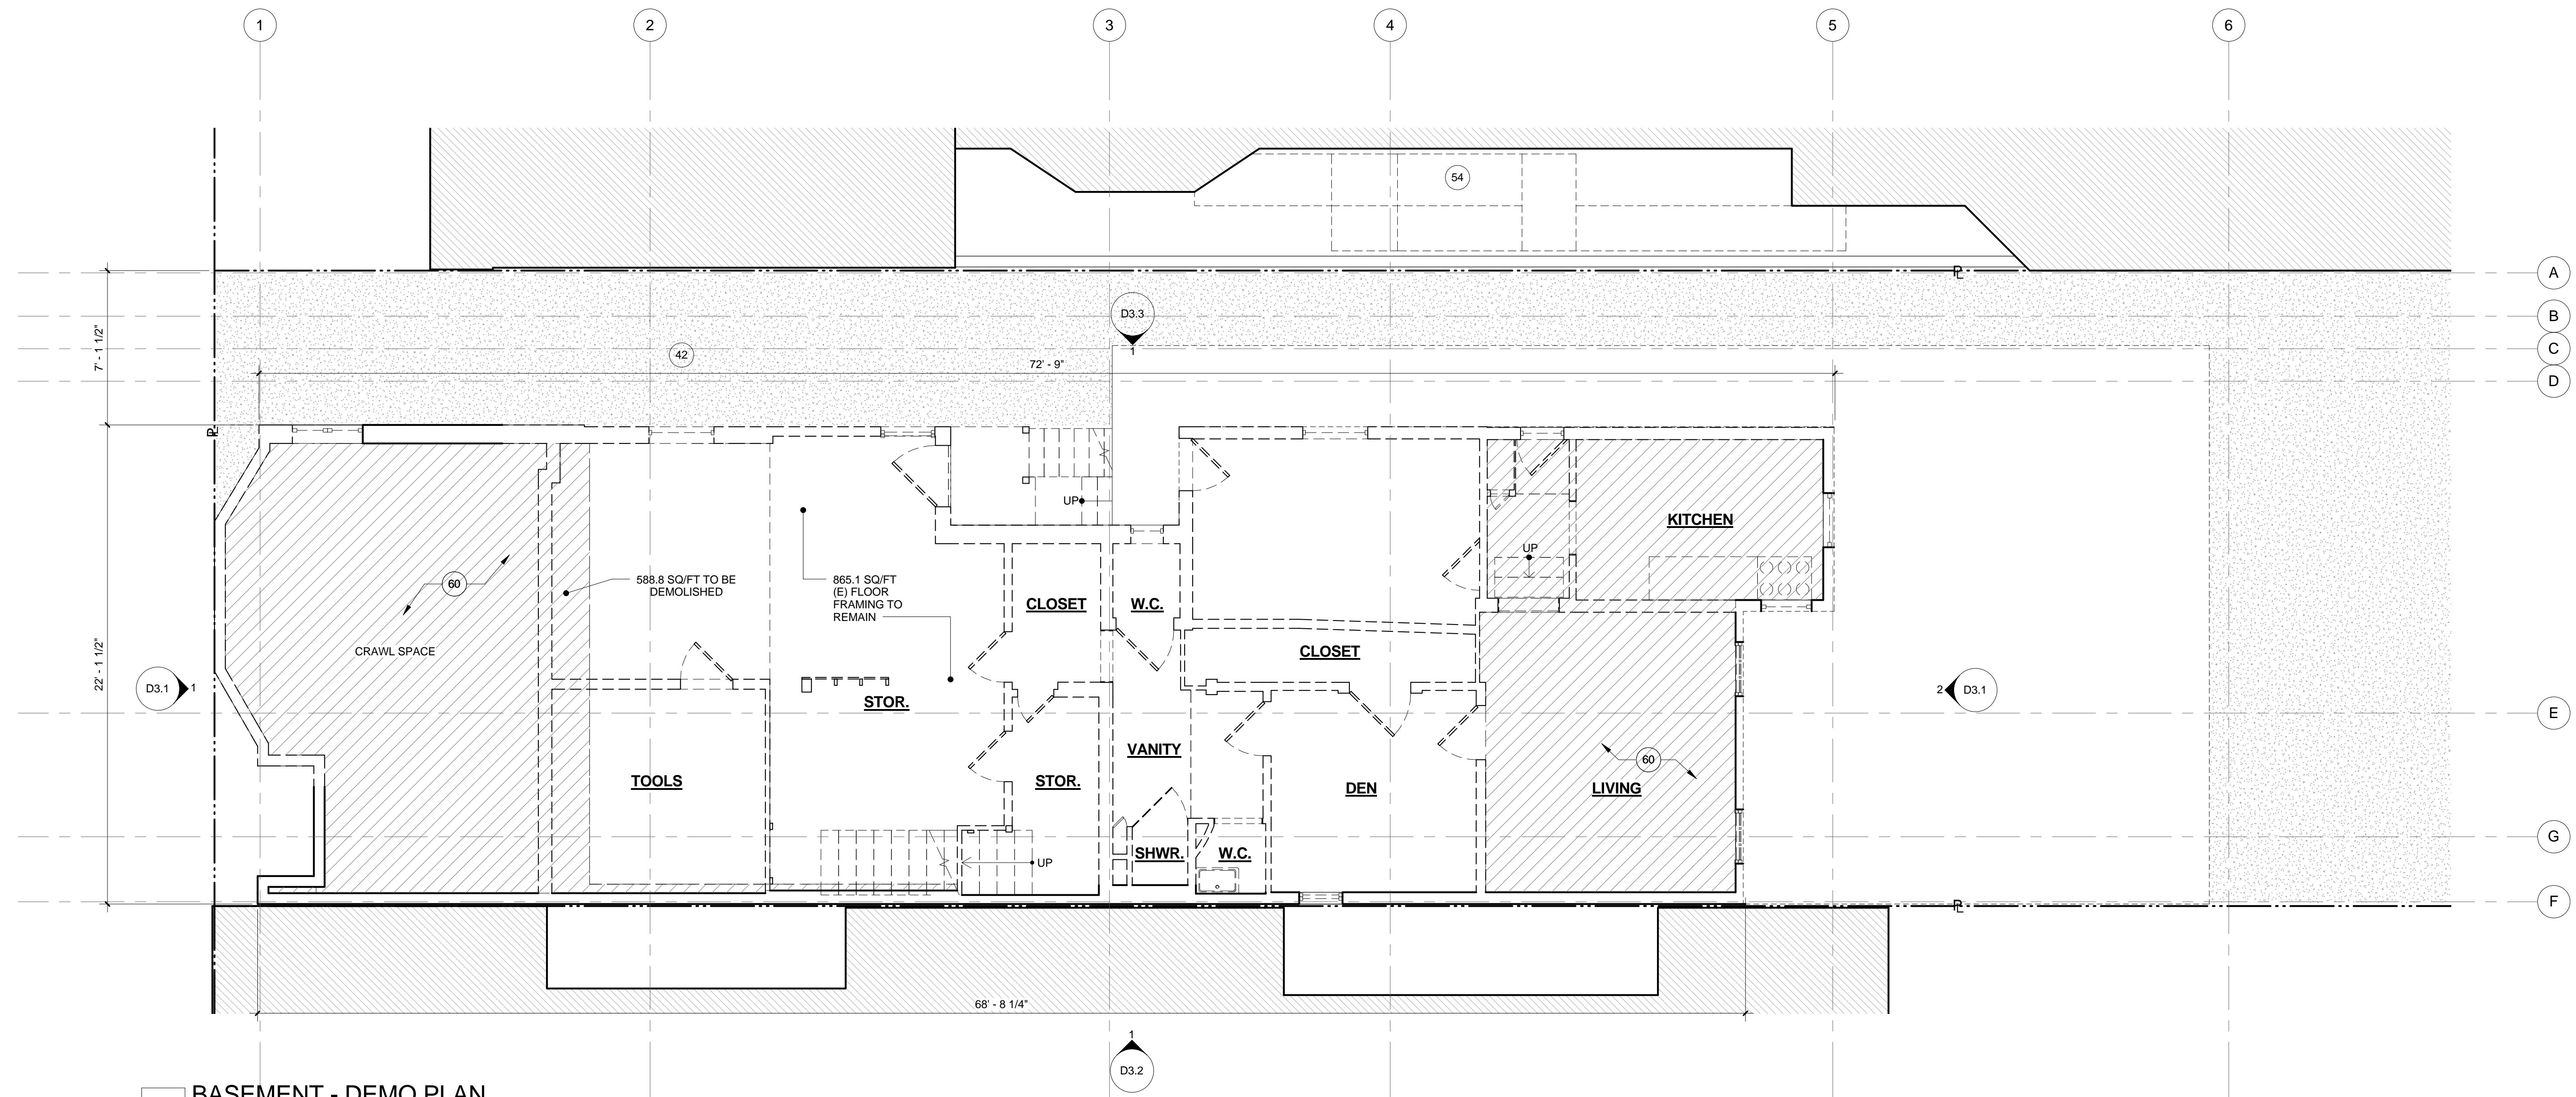 1 2 3 4 5 6
54
A
B
D3.3
1
C
42
72' - 9"
D
7' - 1 1/2"
PL
PL
UP
KITCHEN
UP
60
588.8 SQ/FT TO BE
DEMOLISHED
865.1 SQ/FT
(E) FLOOR
FRAMING TO
REMAIN
CLOSET
W.C.
CRAWL SPACE
CLOSET
22' - 1 1/2"
D3.1
1
STOR.
2
D3.1
E
VANITY
60
TOOLS
STOR.
DEN
LIVING
G
SHWR.
W.C.
UP
PL
F
68' - 8 1/4"
1
D3.2
BASEMENT - DEMO PLAN